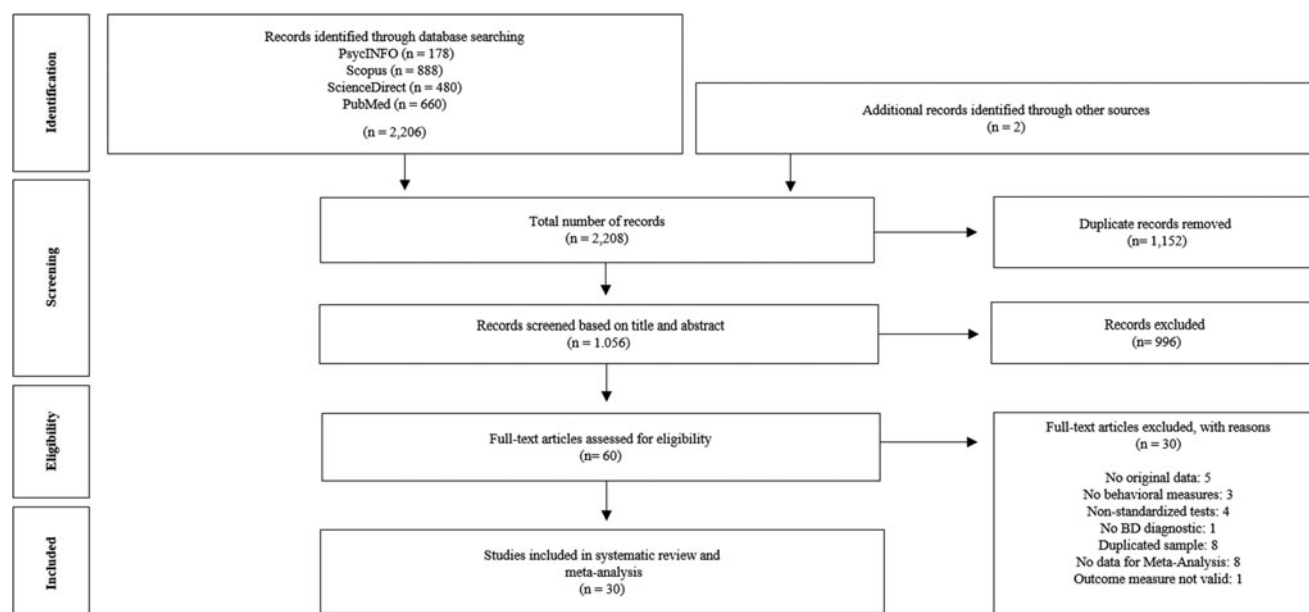 Identification
Records identified through database searching
PsycINFO (n = 178)
Scopus (n = 888)
ScienceDirect (n = 480)
PubMed (n = 660)
(n = 2,206)
Additional records identified through other sources
(n = 2)
Screening
Total number of records
(n = 2,208)
Duplicate records removed
(n= 1,152)
Records screened based on title and abstract
(n = 1.056)
Records excluded
(n= 996)
Eligibility
Full-text articles assessed for eligibility
(n= 60)
Full-text articles excluded, with reasons
(n = 30)
No original data: 5
No behavioral measures: 3
Non-standardized tests: 4
No BD diagnostic: 1
Duplicated sample: 8
No data for Meta-Analysis: 8
Outcome measure not valid: 1
Included
Studies included in systematic review and
meta-analysis
(n = 30)